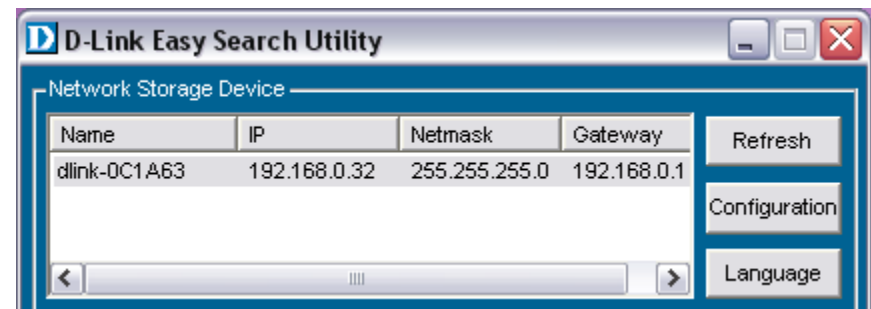 D D-Link Easy Search Utility
Network Storage Device
Name IP Netmask Gateway
dlink-0C1A63 192.168.0.32 255.255.255.0 192.168.0.1
Refresh
Configuration
Language